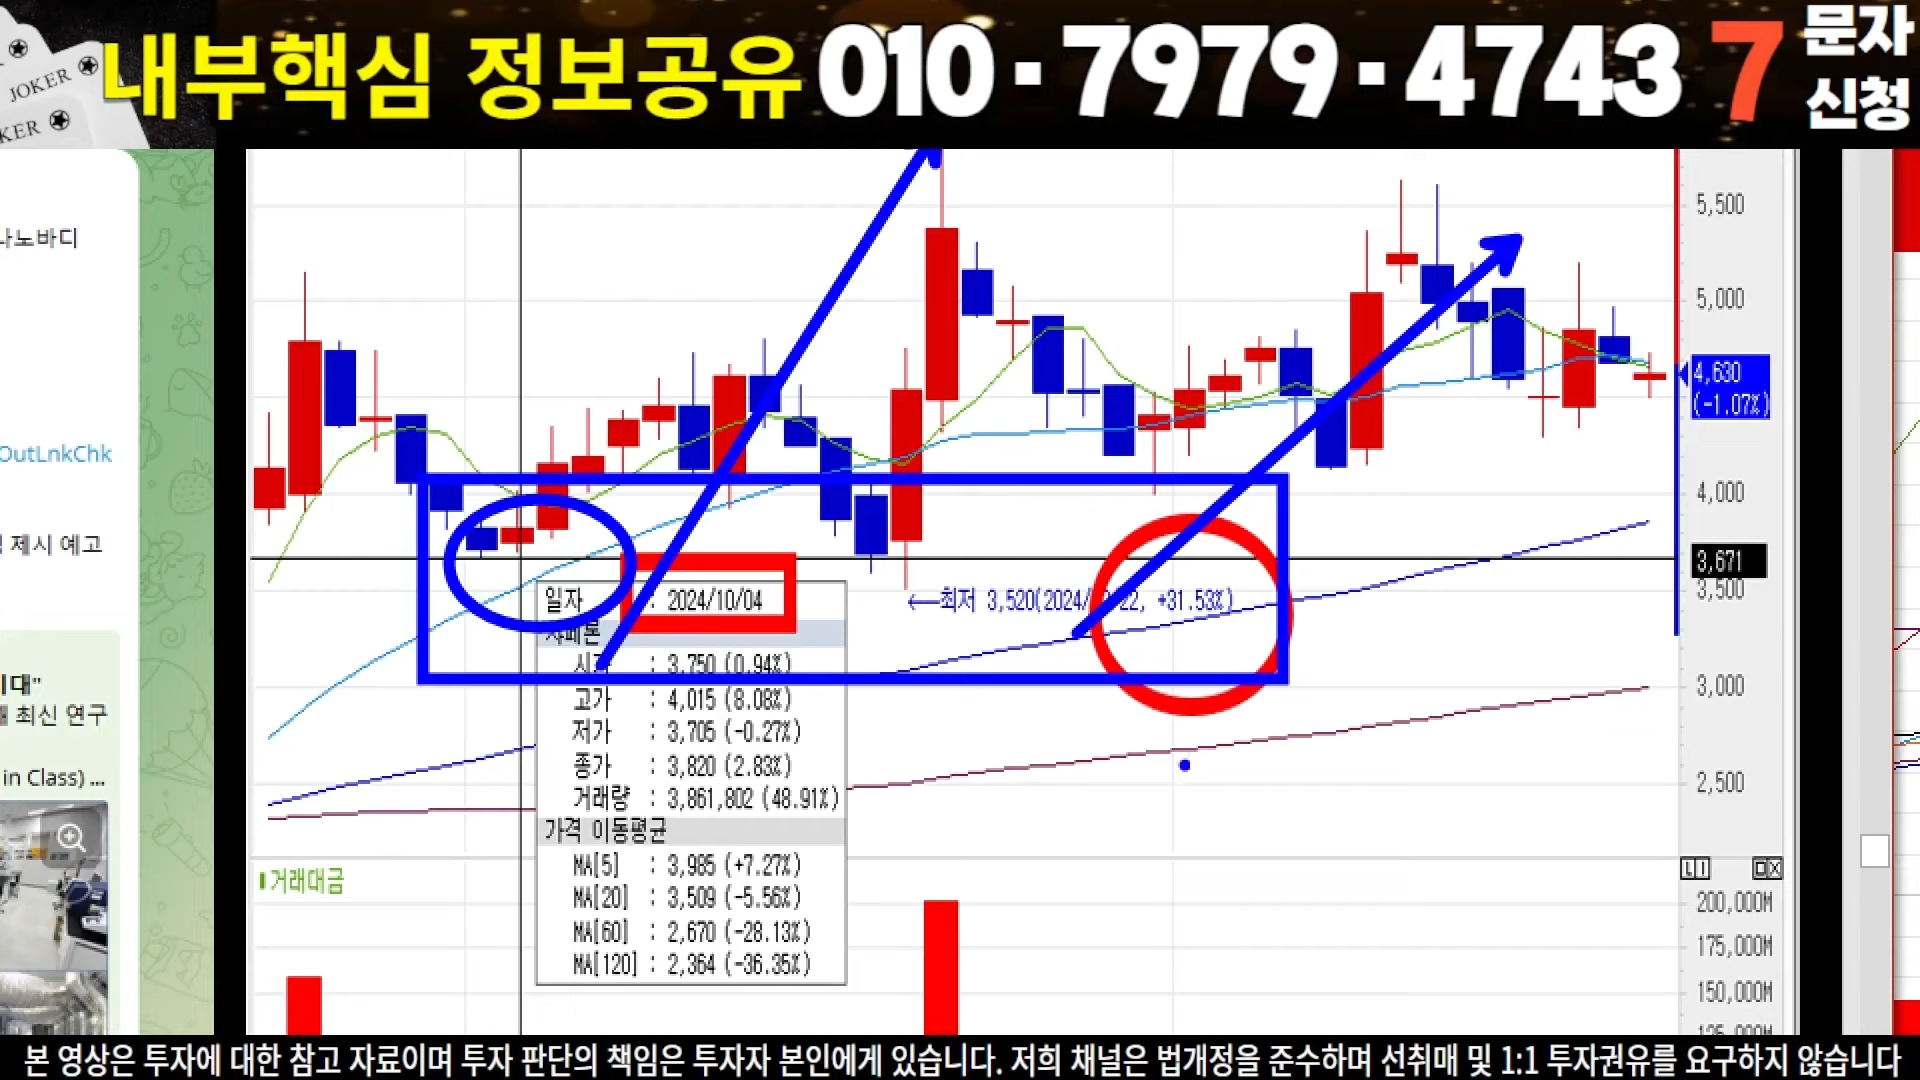 JOKER
KER
내부핵심 정보공유 010·7979·4743 7 문자
신청
나노바디
OutLnkChk
제시 예고
대"
최신 연구
in Class) ...
5,500
5,000
4,630
(-1.07%)
4,000
3,671
3,500
3,000
2,500
←최저 3,520(2024/ 22, +31.53%)
일자 : 2024/10/04
샤페론
시가 : 3,750 (0.94%)
고가 : 4,015 (8.08%)
저가 : 3,705 (-0.27%)
종가 : 3,820 (2.83%)
거래량 : 3,861,802 (48.91%)
가격 이동평균
MA[5] : 3,985 (+7.27%)
MA[20] : 3,509 (-5.56%)
MA[60] : 2,670 (-28.13%)
MA[120] : 2,364 (-36.35%)
거래대금
200,000M
175,000M
150,000M
125,000M
본 영상은 투자에 대한 참고 자료이며 투자 판단의 책임은 투자자 본인에게 있습니다. 저희 채널은 법개정을 준수하며 선취매 및 1:1 투자권유를 요구하지 않습니다